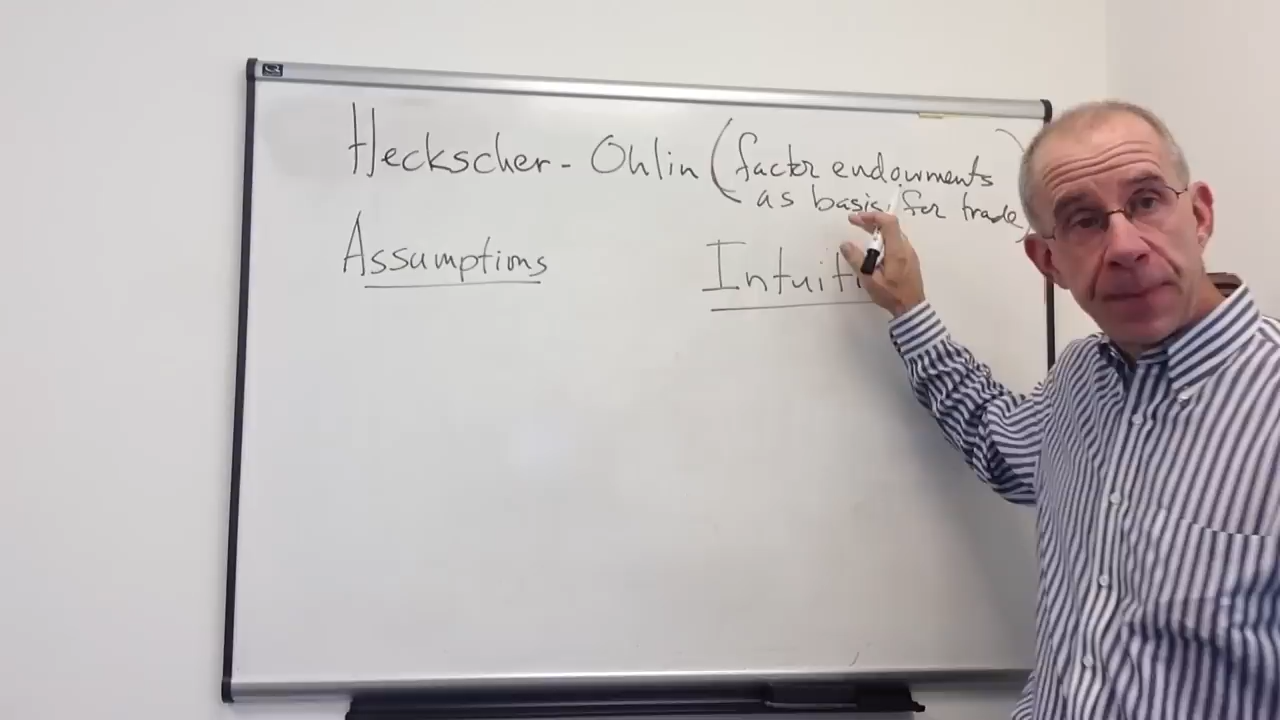 Heckscher - Ohlin (factor endowments
as basis for trade)
Assumptions